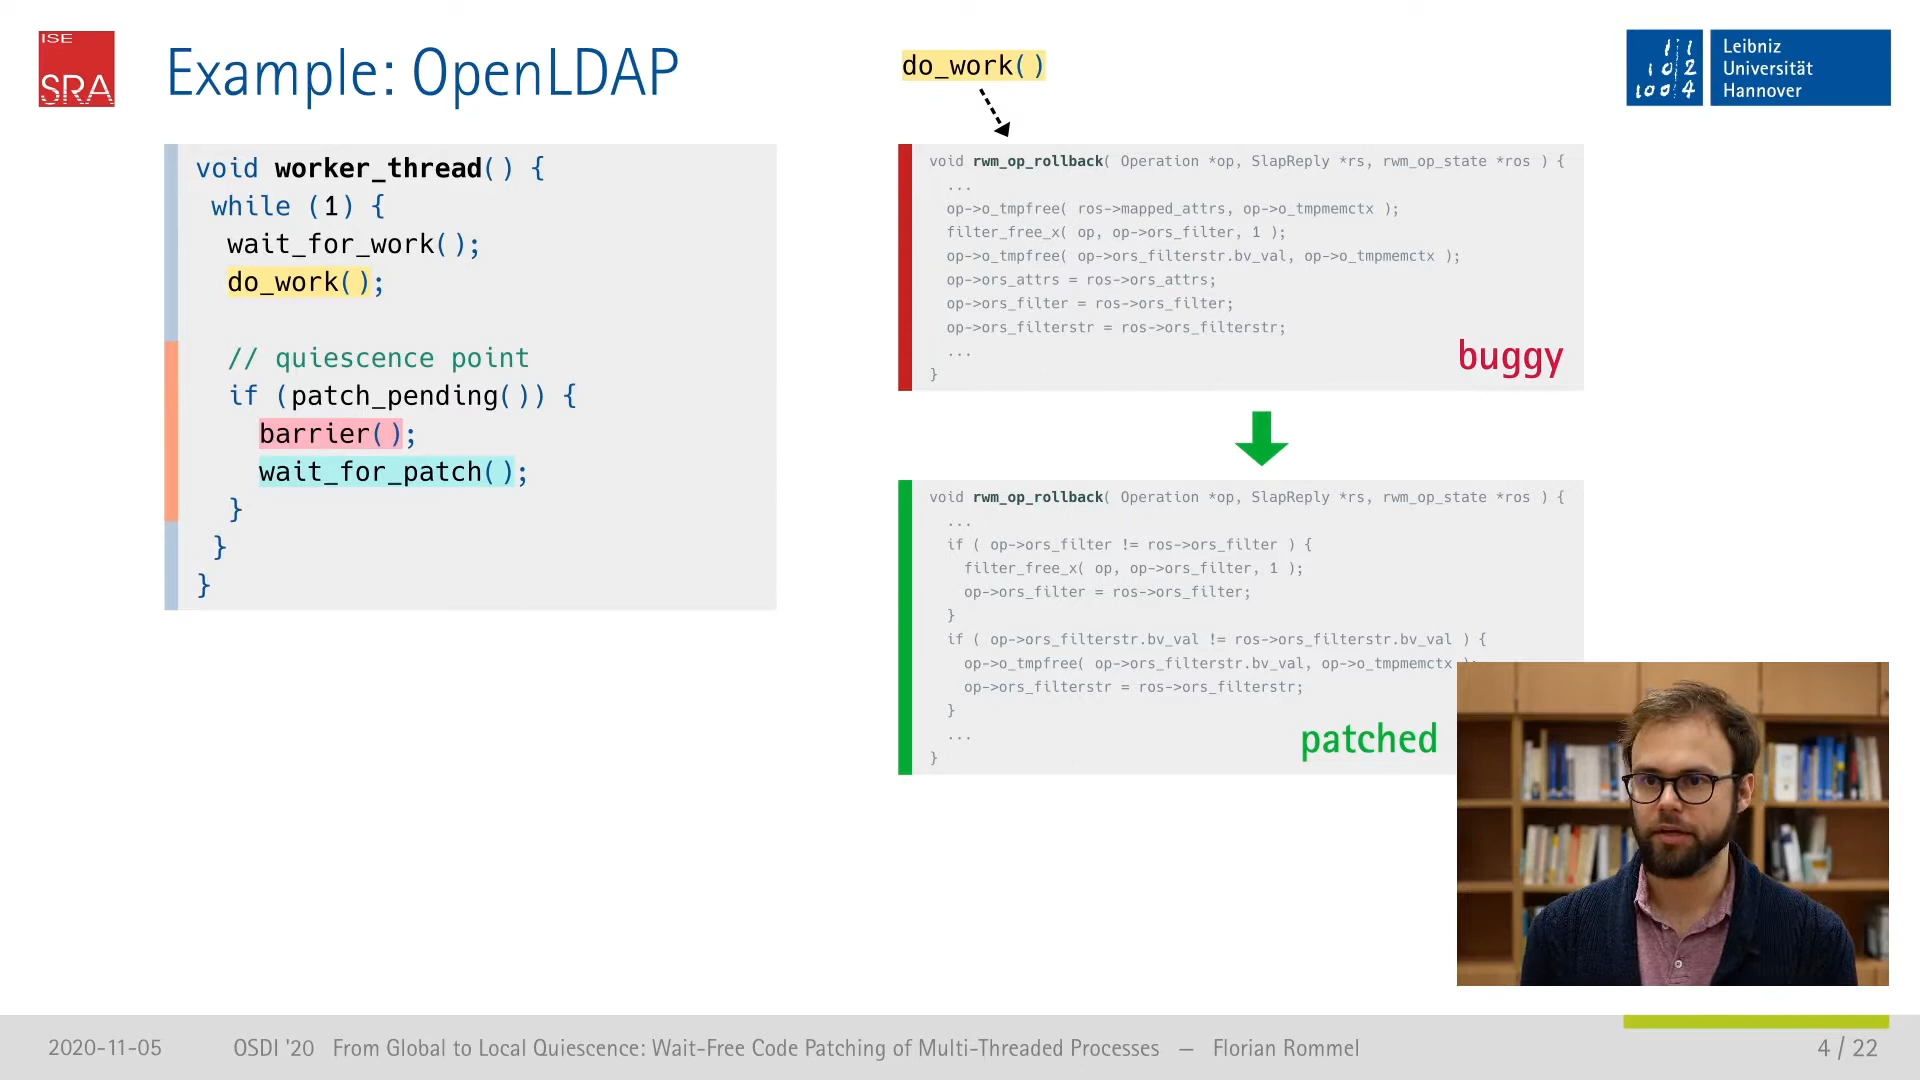 ISE
SRA
Example: OpenLDAP
do_work()
Leibniz
Universität
Hannover
void worker_thread() {
while (1) {
wait_for_work();
do_work();
// quiescence point
if (patch_pending()) {
barrier();
wait_for_patch();
}
}
}
void rwm_op_rollback( Operation *op, SlapReply *rs, rwm_op_state *ros ) {
...
op->o_tmpfree( ros->mapped_attrs, op->o_tmpmemctx );
filter_free_x( op, op->ors_filter, 1 );
op->o_tmpfree( op->ors_filterstr.bv_val, op->o_tmpmemctx );
op->ors_attrs = ros->ors_attrs;
op->ors_filter = ros->ors_filter;
op->ors_filterstr = ros->ors_filterstr;
...
}
buggy
void rwm_op_rollback( Operation *op, SlapReply *rs, rwm_op_state *ros ) {
...
if ( op->ors_filter != ros->ors_filter ) {
filter_free_x( op, op->ors_filter, 1 );
op->ors_filter = ros->ors_filter;
}
if ( op->ors_filterstr.bv_val != ros->ors_filterstr.bv_val ) {
op->o_tmpfree( op->ors_filterstr.bv_val, op->o_tmpmemctx );
op->ors_filterstr = ros->ors_filterstr;
}
...
}
patched
2020-11-05
OSDI '20 From Global to Local Quiescence: Wait-Free Code Patching of Multi-Threaded Processes — Florian Rommel
4 / 22